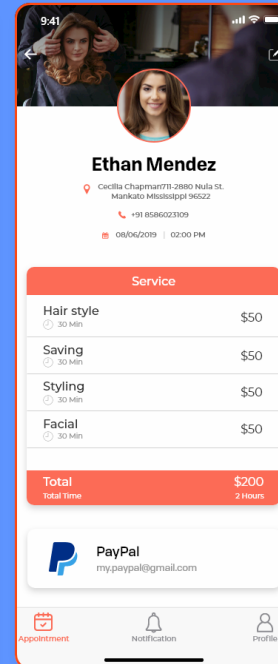 9:41
Ethan Mendez
Cecilia Chapman711-2880 Nula St.
Mankato Mississippi 96522
+91 8586023109
08/06/2019 | 02:00 PM
Service
Hair style
30 Min
$50
Saving
30 Min
$50
Styling
30 Min
$50
Facial
30 Min
$50
Total
$200
Total Time
2 Hours
PayPal
my.paypal@gmail.com
Appointment
Notification
Profile